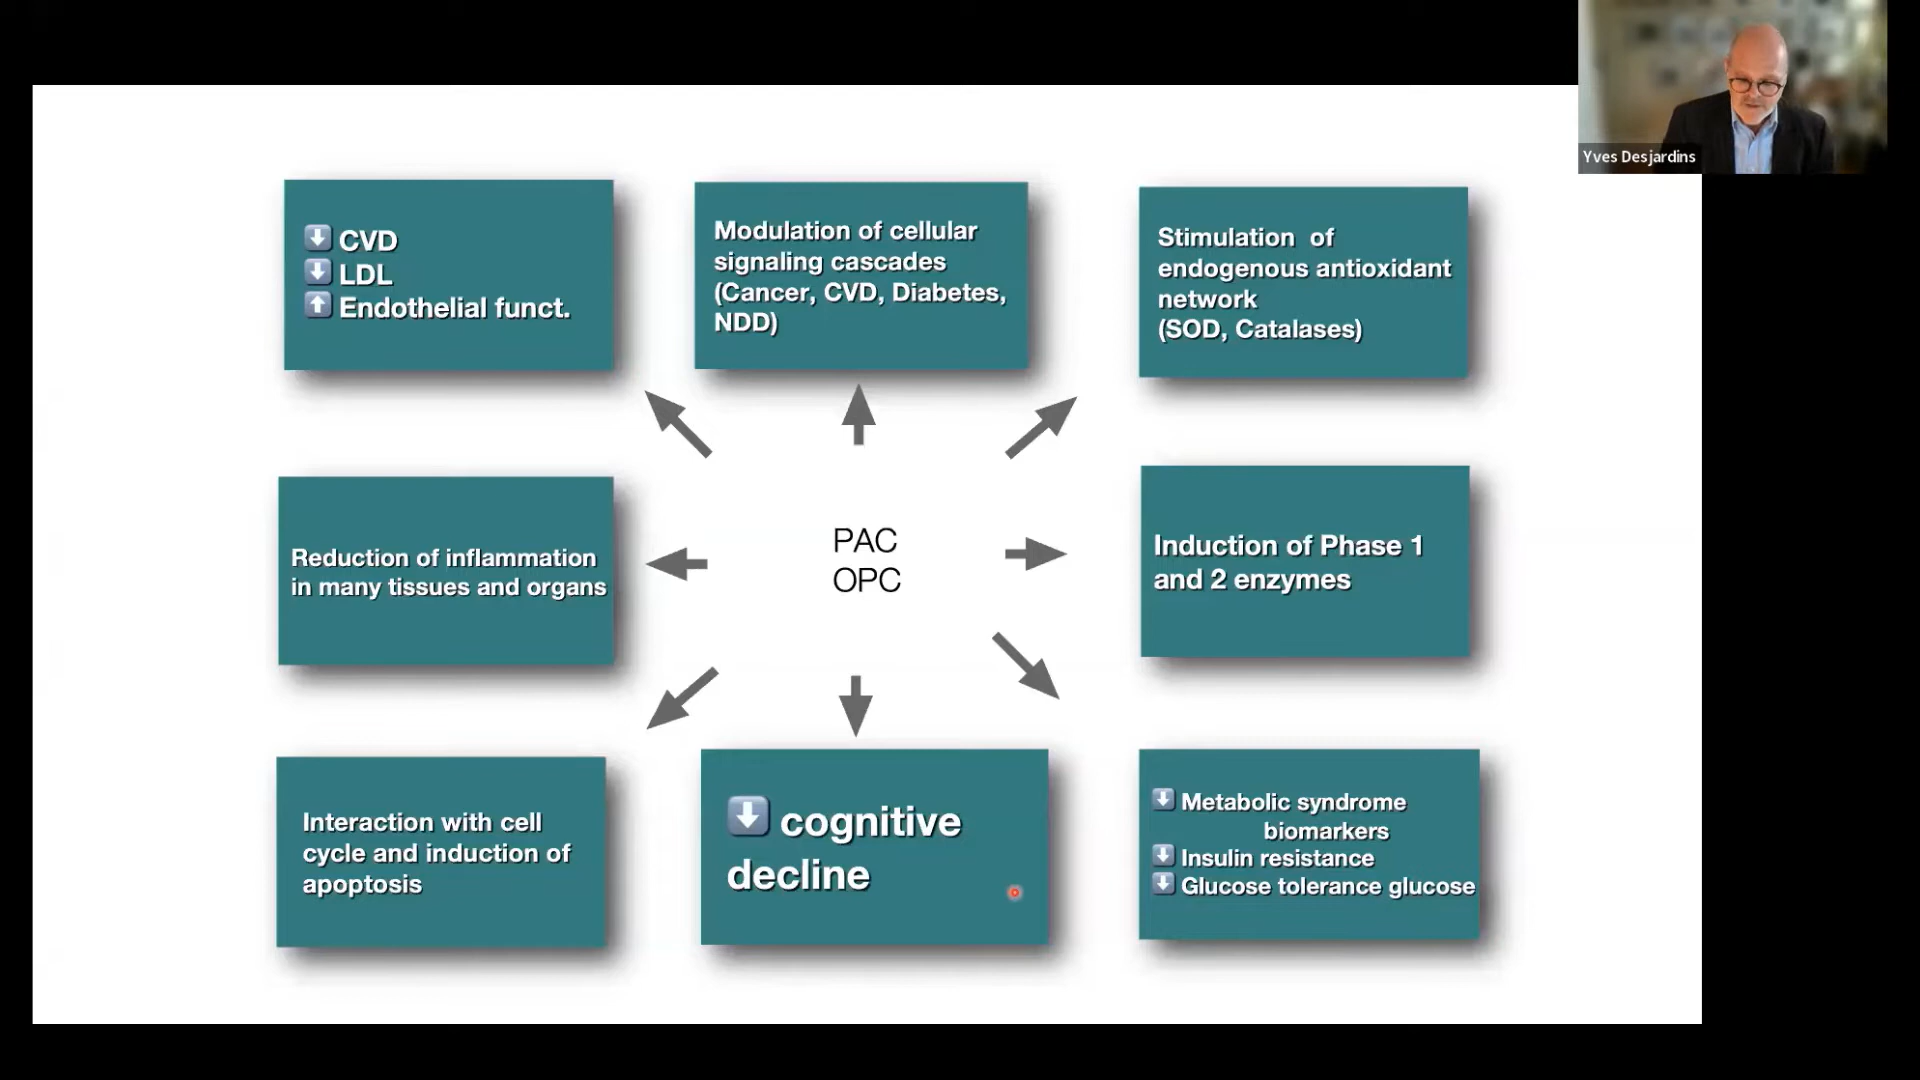 Yves Desjardins
⬇ CVD
⬇ LDL
⬆ Endothelial funct.
Modulation of cellular
signaling cascades
(Cancer, CVD, Diabetes,
NDD)
Stimulation of
endogenous antioxidant
network
(SOD, Catalases)
Reduction of inflammation
in many tissues and organs
PAC
OPC
Induction of Phase 1
and 2 enzymes
Interaction with cell
cycle and induction of
apoptosis
⬇ cognitive
decline
⬇ Metabolic syndrome
biomarkers
⬇ Insulin resistance
⬇ Glucose tolerance glucose